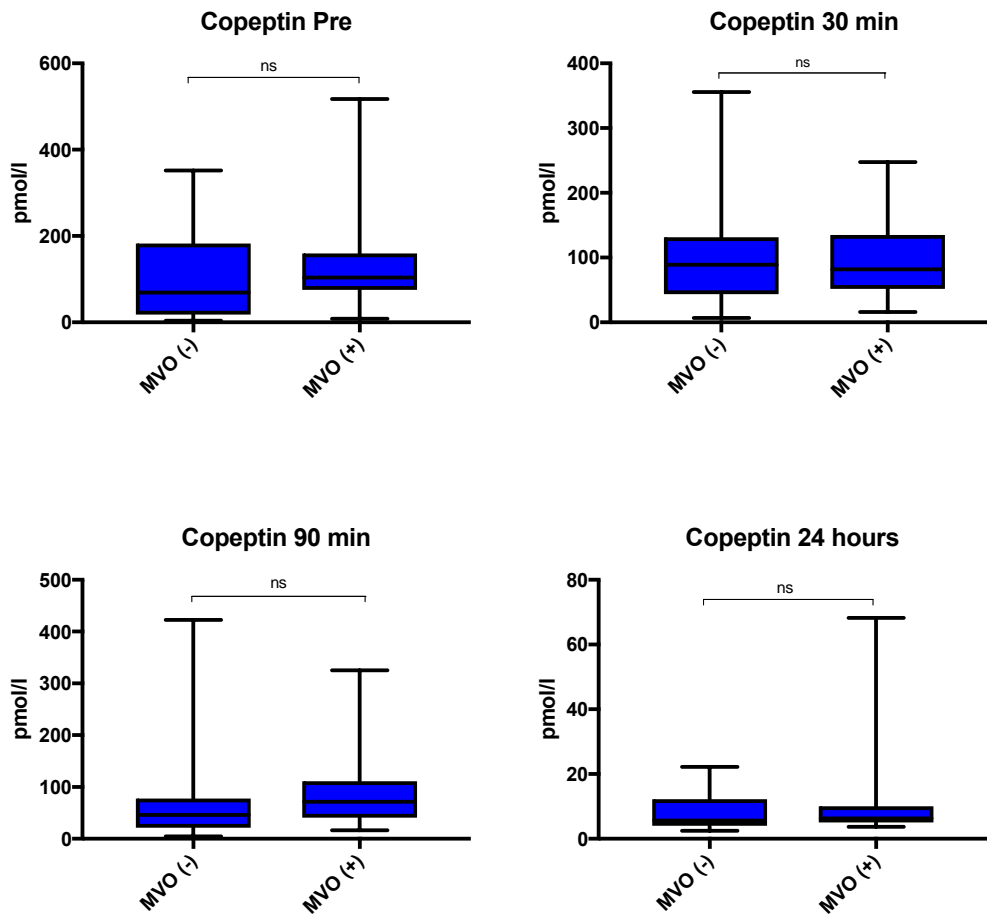 Copeptin Pre
600
400
200
0
pmol/l
ns
MVO (-)
MVO (+)
Copeptin 30 min
400
300
200
100
0
pmol/l
ns
MVO (-)
MVO (+)
Copeptin 90 min
500
400
300
200
100
0
pmol/l
ns
MVO (-)
MVO (+)
Copeptin 24 hours
80
60
40
20
0
pmol/l
ns
MVO (-)
MVO (+)